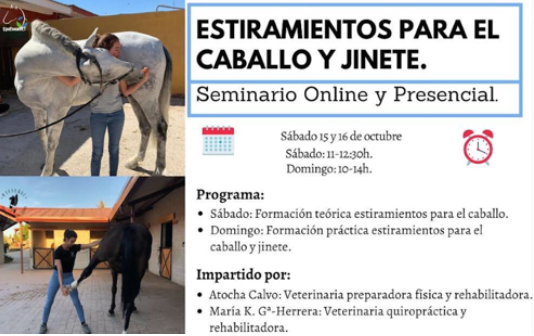 ESTIRAMIENTOS PARA EL
CABALLO Y JINETE.
Seminario Online y Presencial.
Sábado 15 y 16 de octubre
Sábado: 11-12:30h.
Domingo: 10-14h.
Programa:
• Sábado: Formación teórica estiramientos para el caballo.
• Domingo: Formación práctica estiramientos para el
caballo y jinete.
Impartido por:
• Atocha Calvo: Veterinaria preparadora física y rehabilitadora.
• María K. Gª-Herrera: Veterinaria quiropráctica y
rehabilitadora.